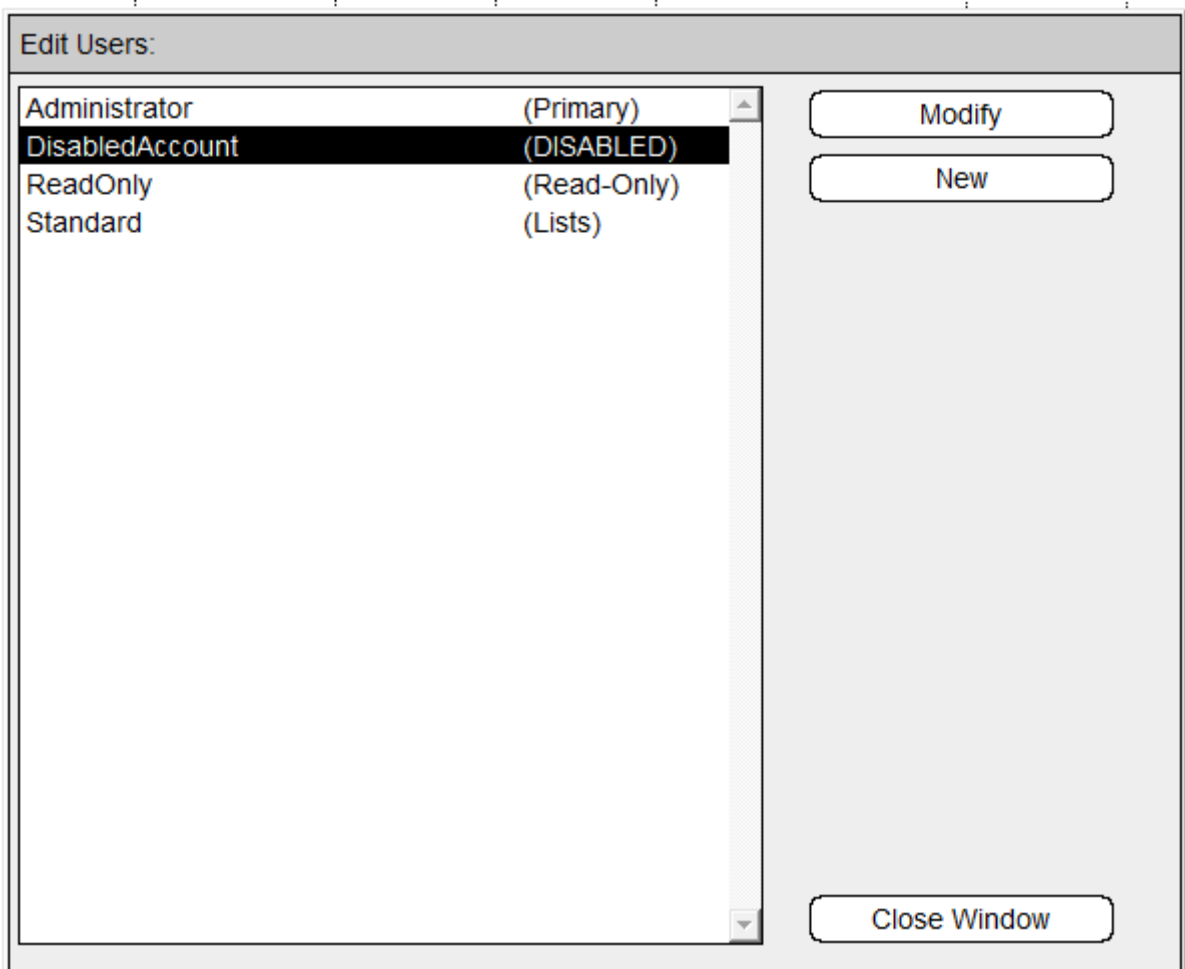 Edit Users:
Administrator (Primary)
DisabledAccount (DISABLED)
ReadOnly (Read-Only)
Standard (Lists)
Modify
New
Close Window